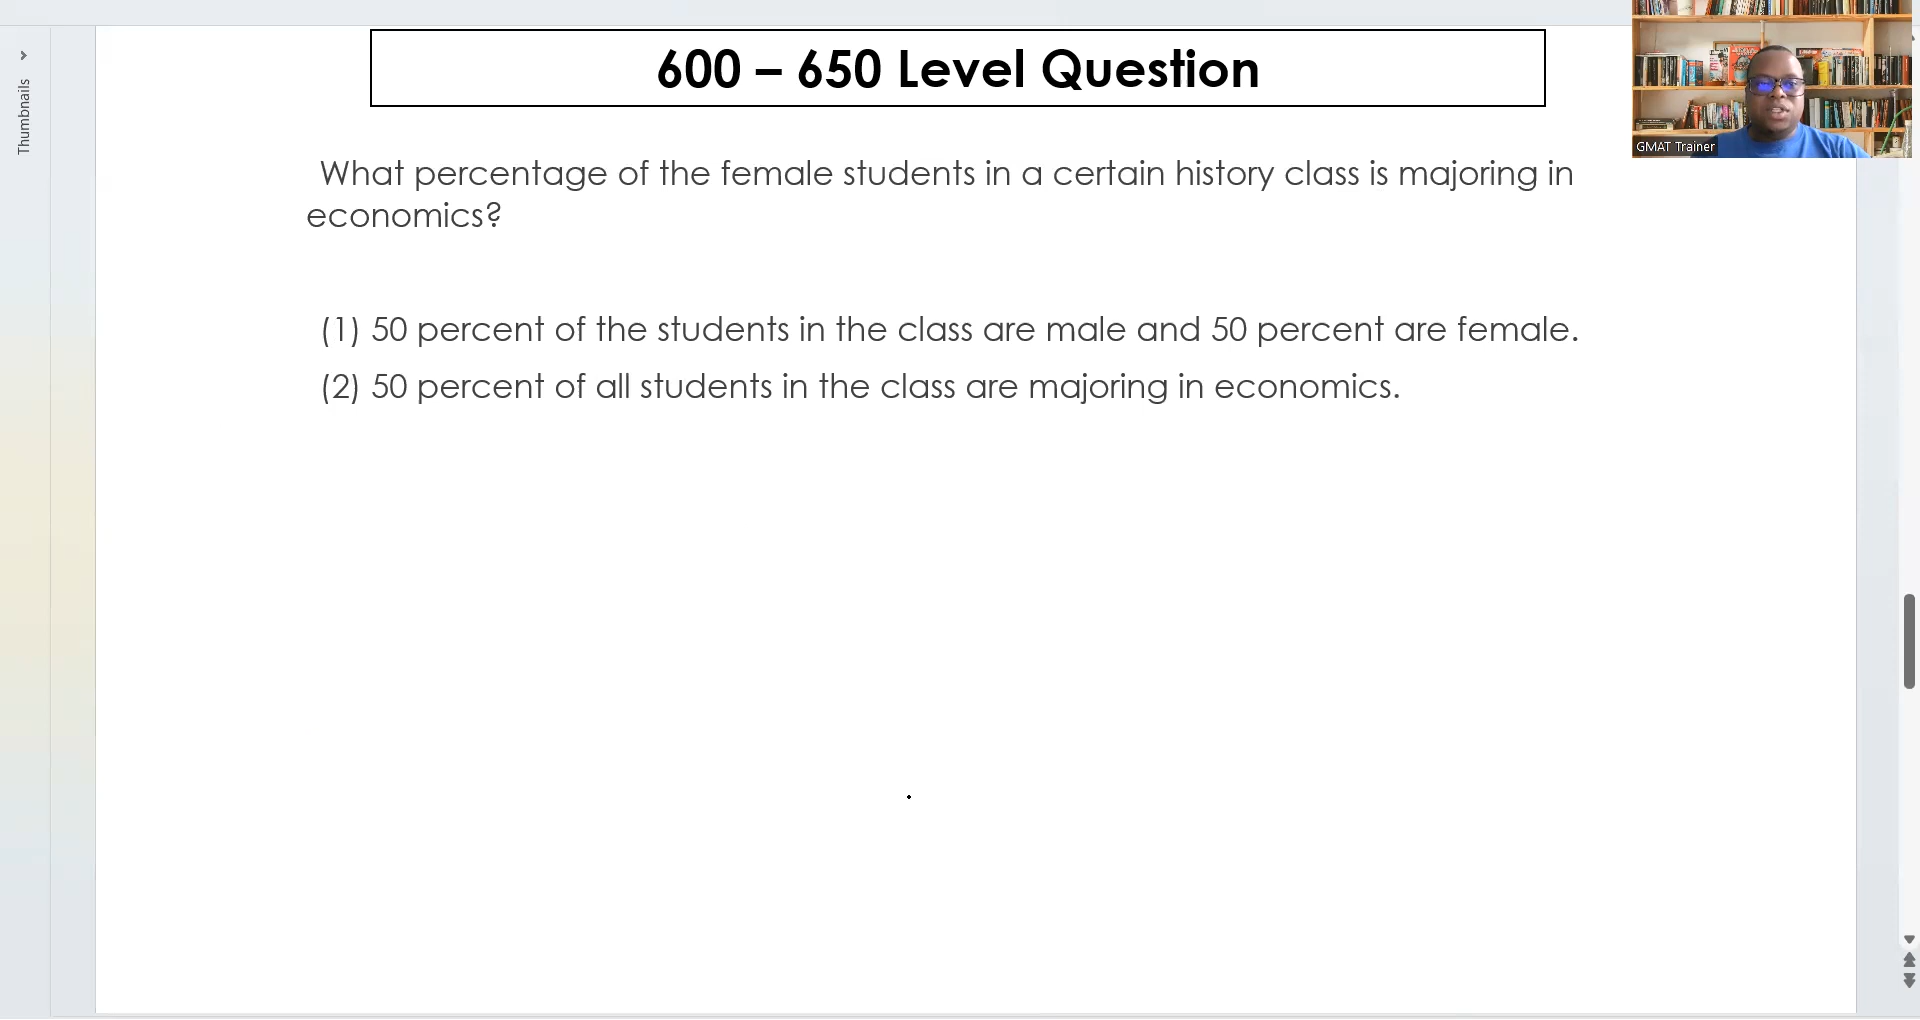 Thumbnails
600 – 650 Level Question
GMAT Trainer
What percentage of the female students in a certain history class is majoring in
economics?
(1) 50 percent of the students in the class are male and 50 percent are female.
(2) 50 percent of all students in the class are majoring in economics.